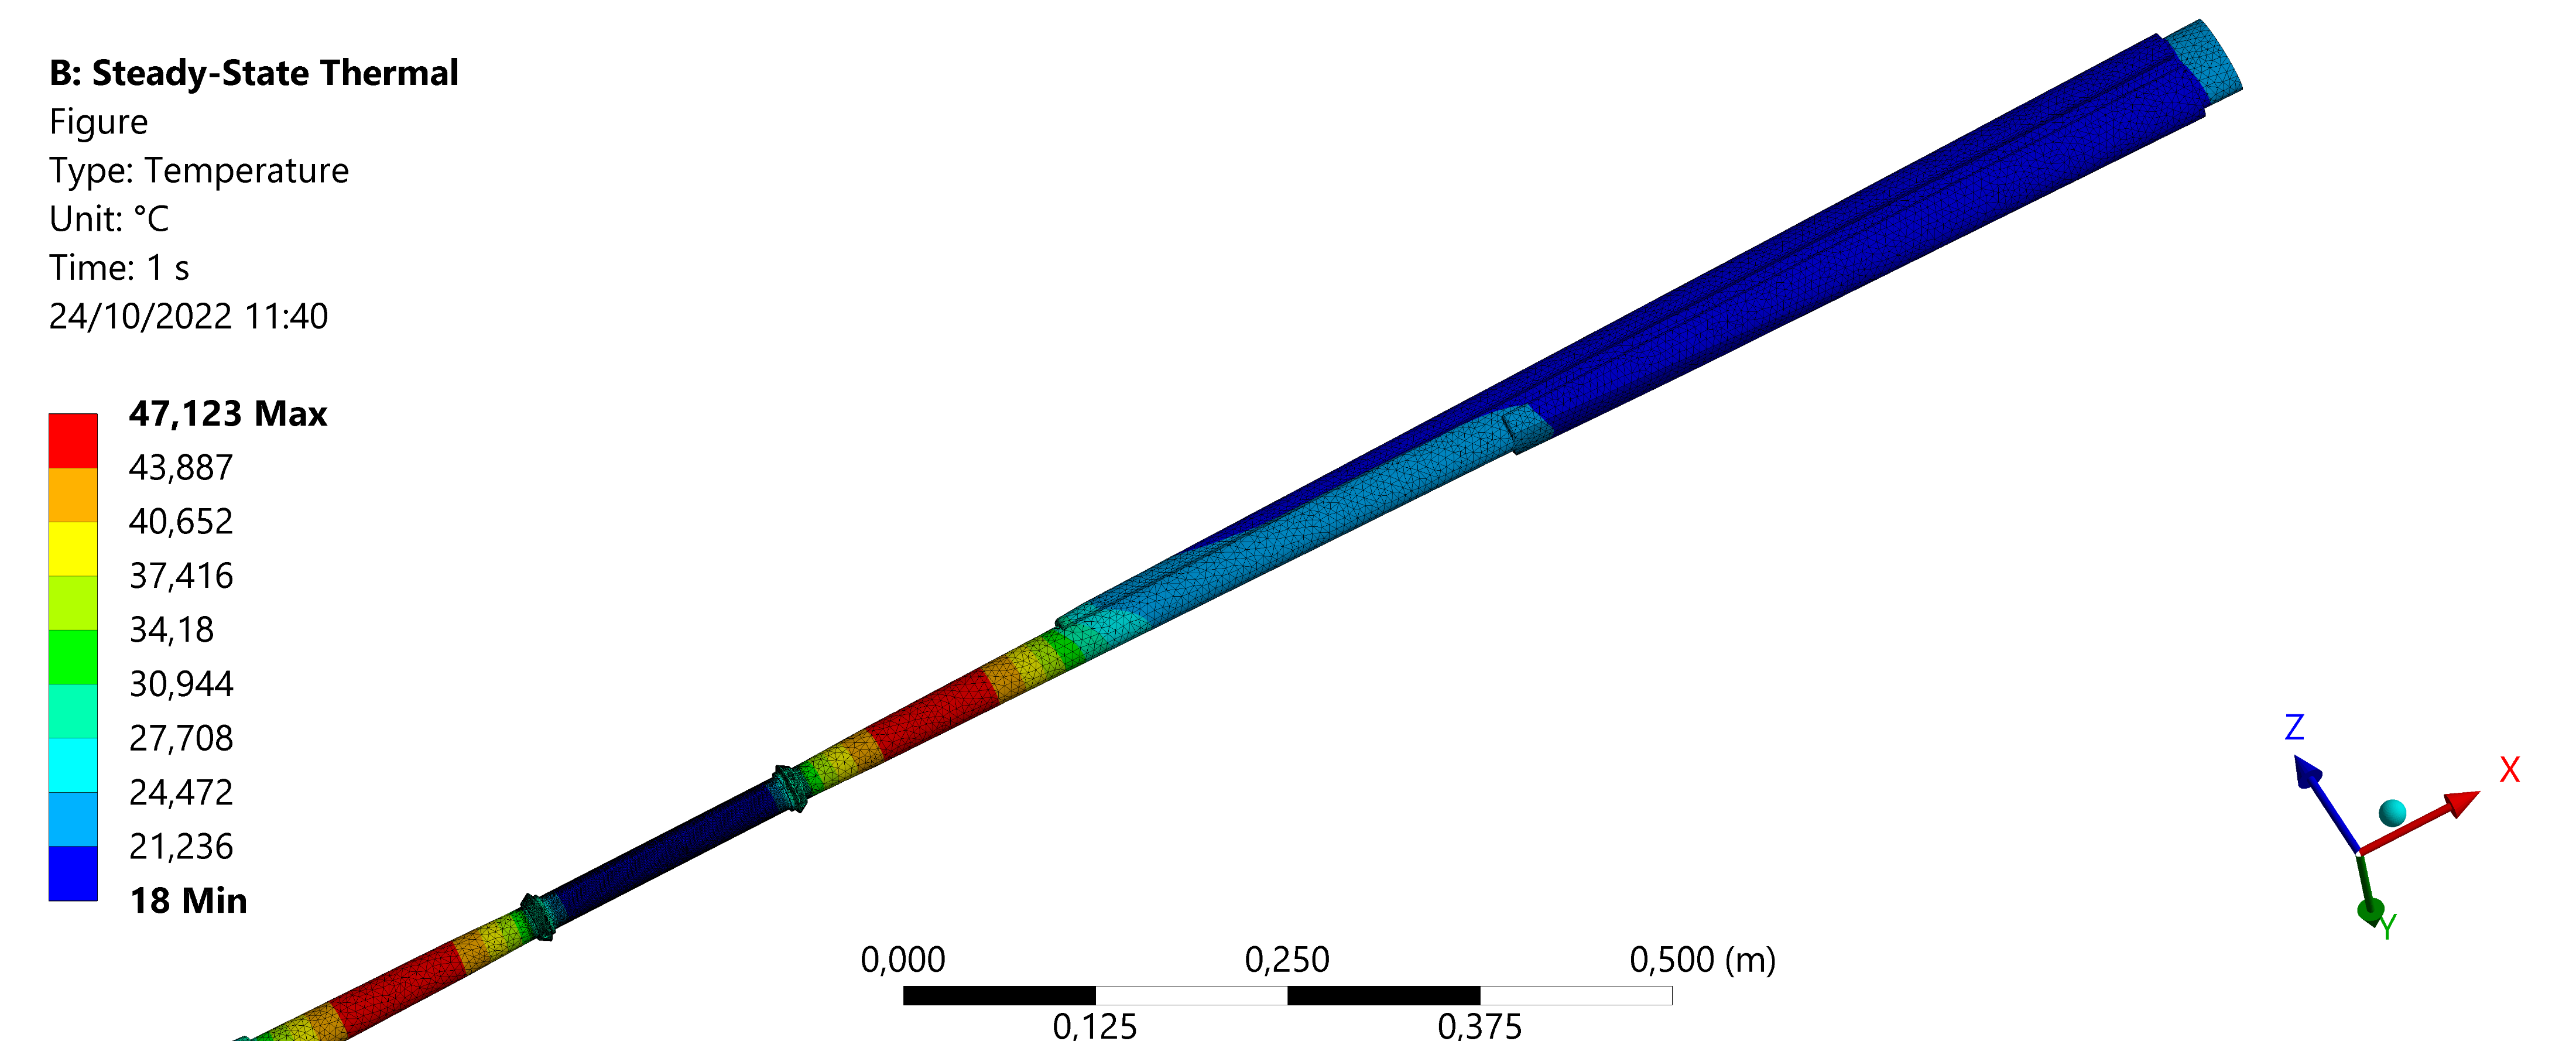 B: Steady-State Thermal
Figure
Type: Temperature
Unit: °C
Time: 1 s
24/10/2022 11:40
47,123 Max
43,887
40,652
37,416
34,18
30,944
27,708
24,472
21,236
18 Min
0,000 0,250 0,500 (m)
0,125 0,375
Z
X
Y